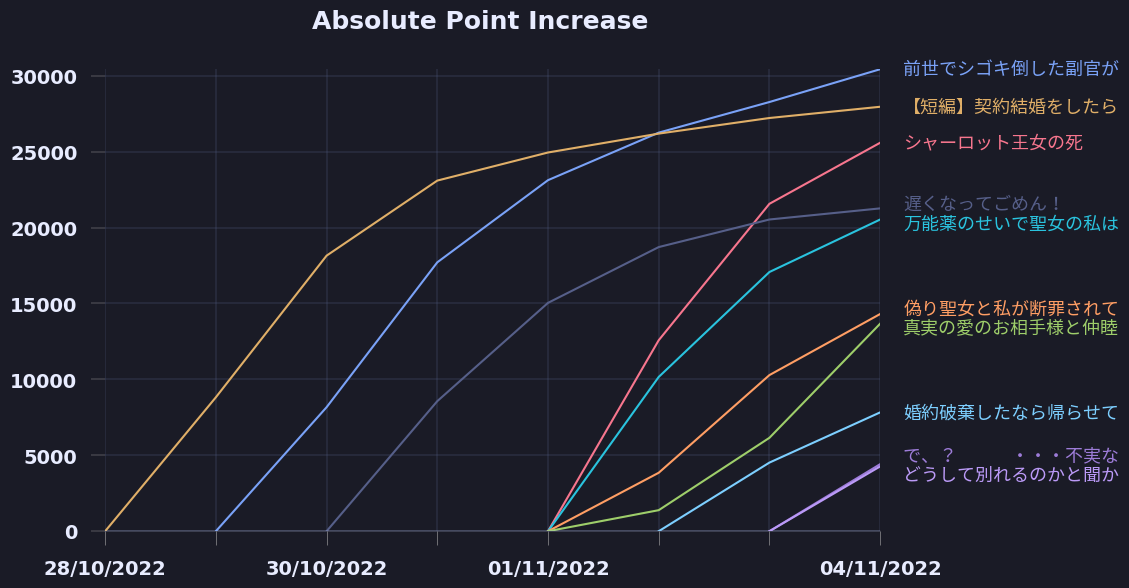 Absolute Point Increase
30000
25000
20000
15000
10000
5000
0
28/10/2022
30/10/2022
01/11/2022
04/11/2022
前世でシゴキ倒した副官が
【短編】契約結婚をしたら
シャーロット王女の死
遅くなってごめん！
万能薬のせいで聖女の私は
偽り聖女と私が断罪されて
真実の愛のお相手様と仲睦
婚約破棄したなら帰らせて
で、？　　　・・・不実な
どうして別れるのかと聞か